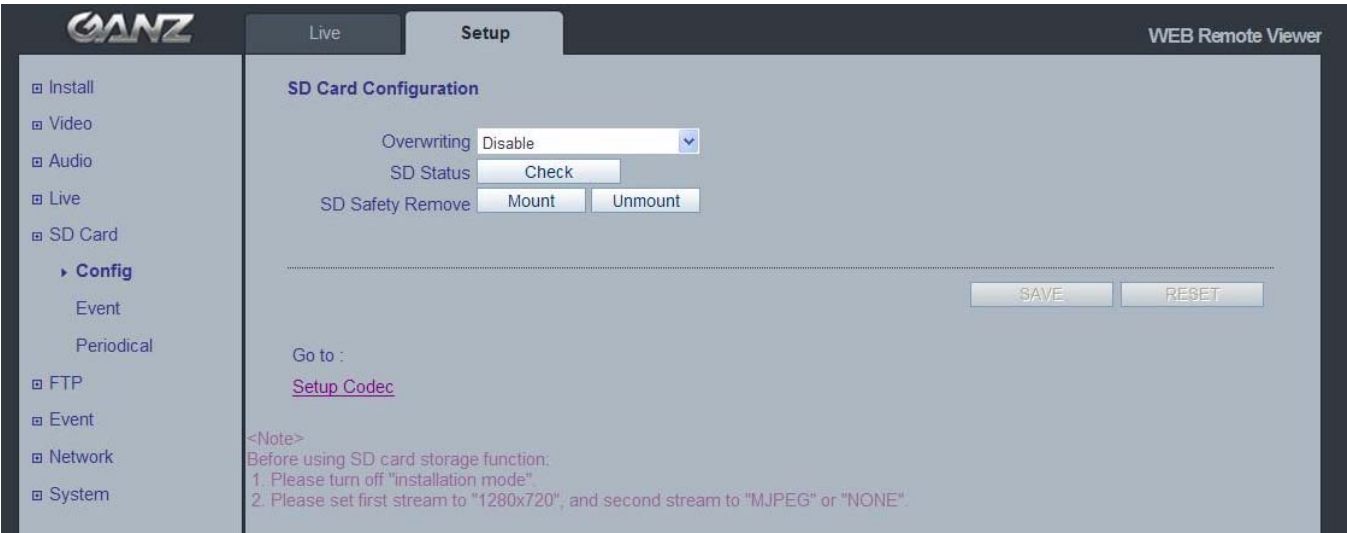 GANZ
Live
Setup
WEB Remote Viewer
Install
Video
Audio
Live
SD Card
Config
Event
Periodical
FTP
Event
Network
System
SD Card Configuration
Overwriting Disable
SD Status Check
SD Safety Remove Mount Unmount
SAVE RESET
Go to :
Setup Codec
<Note>
Before using SD card storage function:
1. Please turn off "installation mode".
2. Please set first stream to "1280x720", and second stream to "MJPEG" or "NONE".